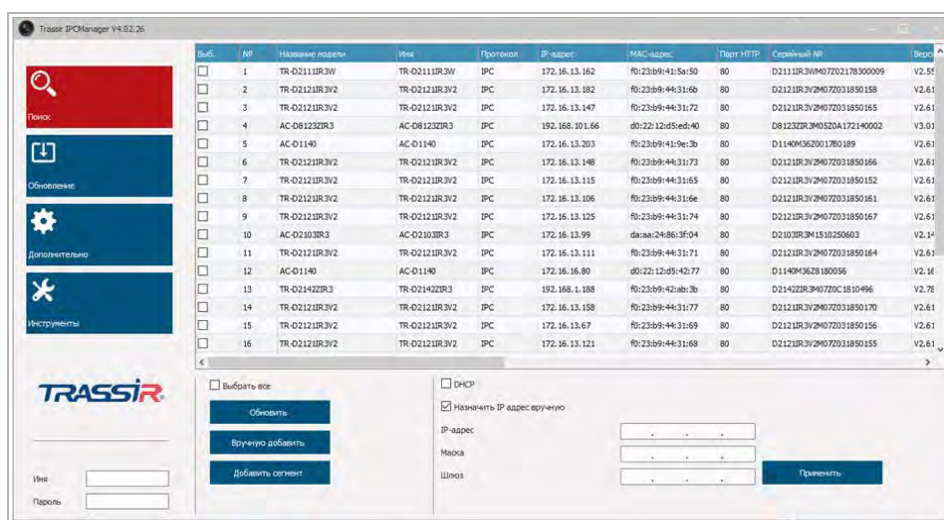 Trassir IPCManager V4.02.26
Поиск
Обновление
Дополнительно
Инструменты
TRASSIR
Имя
Пароль
Выб. № Название модели Имя Протокол IP-адрес MAC-адрес Порт HTTP Серийный №
1 TR-D2111IR3W TR-D2111IR3W IPC 172.16.13.162 f0:23:b9:41:5a:50 80 D2111IR3WM07Z02178300009 V2.55
2 TR-D2121IR3V2 TR-D2121IR3V2 IPC 172.16.13.182 f0:23:b9:44:31:6b 80 D2121IR3V2M07Z031850158 V2.61
3 TR-D2121IR3V2 TR-D2121IR3V2 IPC 172.16.13.147 f0:23:b9:44:31:72 80 D2121IR3V2M07Z031850165 V2.61
4 AC-D8123ZIR3 AC-D8123ZIR3 IPC 192.168.101.66 d0:22:12:d5:ed:40 80 D8123ZIR3M05Z0A172140002 V3.01
5 AC-D1140 AC-D1140 IPC 172.16.13.203 f0:23:b9:41:9e:3b 80 D1140M36Z0017B0189 V2.61
6 TR-D2121IR3V2 TR-D2121IR3V2 IPC 172.16.13.148 f0:23:b9:44:31:73 80 D2121IR3V2M07Z031850166 V2.61
7 TR-D2121IR3V2 TR-D2121IR3V2 IPC 172.16.13.115 f0:23:b9:44:31:65 80 D2121IR3V2M07Z031850152 V2.61
8 TR-D2121IR3V2 TR-D2121IR3V2 IPC 172.16.13.106 f0:23:b9:44:31:6e 80 D2121IR3V2M07Z031850161 V2.61
9 TR-D2121IR3V2 TR-D2121IR3V2 IPC 172.16.13.125 f0:23:b9:44:31:74 80 D2121IR3V2M07Z031850167 V2.61
10 AC-D2103IR3 AC-D2103IR3 IPC 172.16.13.99 da:aa:24:86:3f:04 80 D2103IR3M1510250603 V2.14
11 TR-D2121IR3V2 TR-D2121IR3V2 IPC 172.16.13.111 f0:23:b9:44:31:71 80 D2121IR3V2M07Z031850164 V2.61
12 AC-D1140 AC-D1140 IPC 172.16.16.80 d0:22:12:d5:42:77 80 D1140M36Z8180056 V2.16
13 TR-D2142ZIR3 TR-D2142ZIR3 IPC 192.168.1.188 f0:23:b9:42:ab:3b 80 D2142ZIR3M07Z0C1810496 V2.78
14 TR-D2121IR3V2 TR-D2121IR3V2 IPC 172.16.13.158 f0:23:b9:44:31:77 80 D2121IR3V2M07Z031850170 V2.61
15 TR-D2121IR3V2 TR-D2121IR3V2 IPC 172.16.13.67 f0:23:b9:44:31:69 80 D2121IR3V2M07Z031850156 V2.61
16 TR-D2121IR3V2 TR-D2121IR3V2 IPC 172.16.13.121 f0:23:b9:44:31:68 80 D2121IR3V2M07Z031850155 V2.61
Выбрать все
Обновить
Вручную добавить
Добавить сегмент
DHCP
Назначить IP адрес вручную
IP-адрес
Маска
Шлюз
Применить